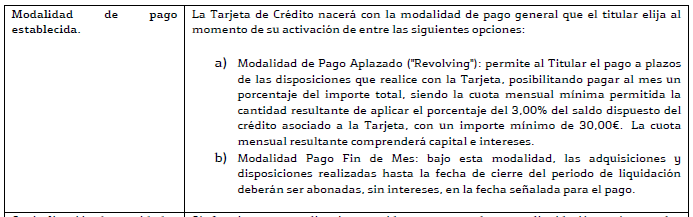 Modalidad de pago
establecida.
La Tarjeta de Crédito nacerá con la modalidad de pago general que el titular elija al
momento de su activación de entre las siguientes opciones:
a) Modalidad de Pago Aplazado ("Revolving"): permite al Titular el pago a plazos
de las disposiciones que realice con la Tarjeta, posibilitando pagar al mes un
porcentaje del importe total, siendo la cuota mensual mínima permitida la
cantidad resultante de aplicar el porcentaje del 3,00% del saldo dispuesto del
crédito asociado a la Tarjeta, con un importe mínimo de 30,00€. La cuota
mensual resultante comprenderá capital e intereses.
b) Modalidad Pago Fin de Mes: bajo esta modalidad, las adquisiciones y
disposiciones realizadas hasta la fecha de cierre del periodo de liquidación
deberán ser abonadas, sin intereses, en la fecha señalada para el pago.